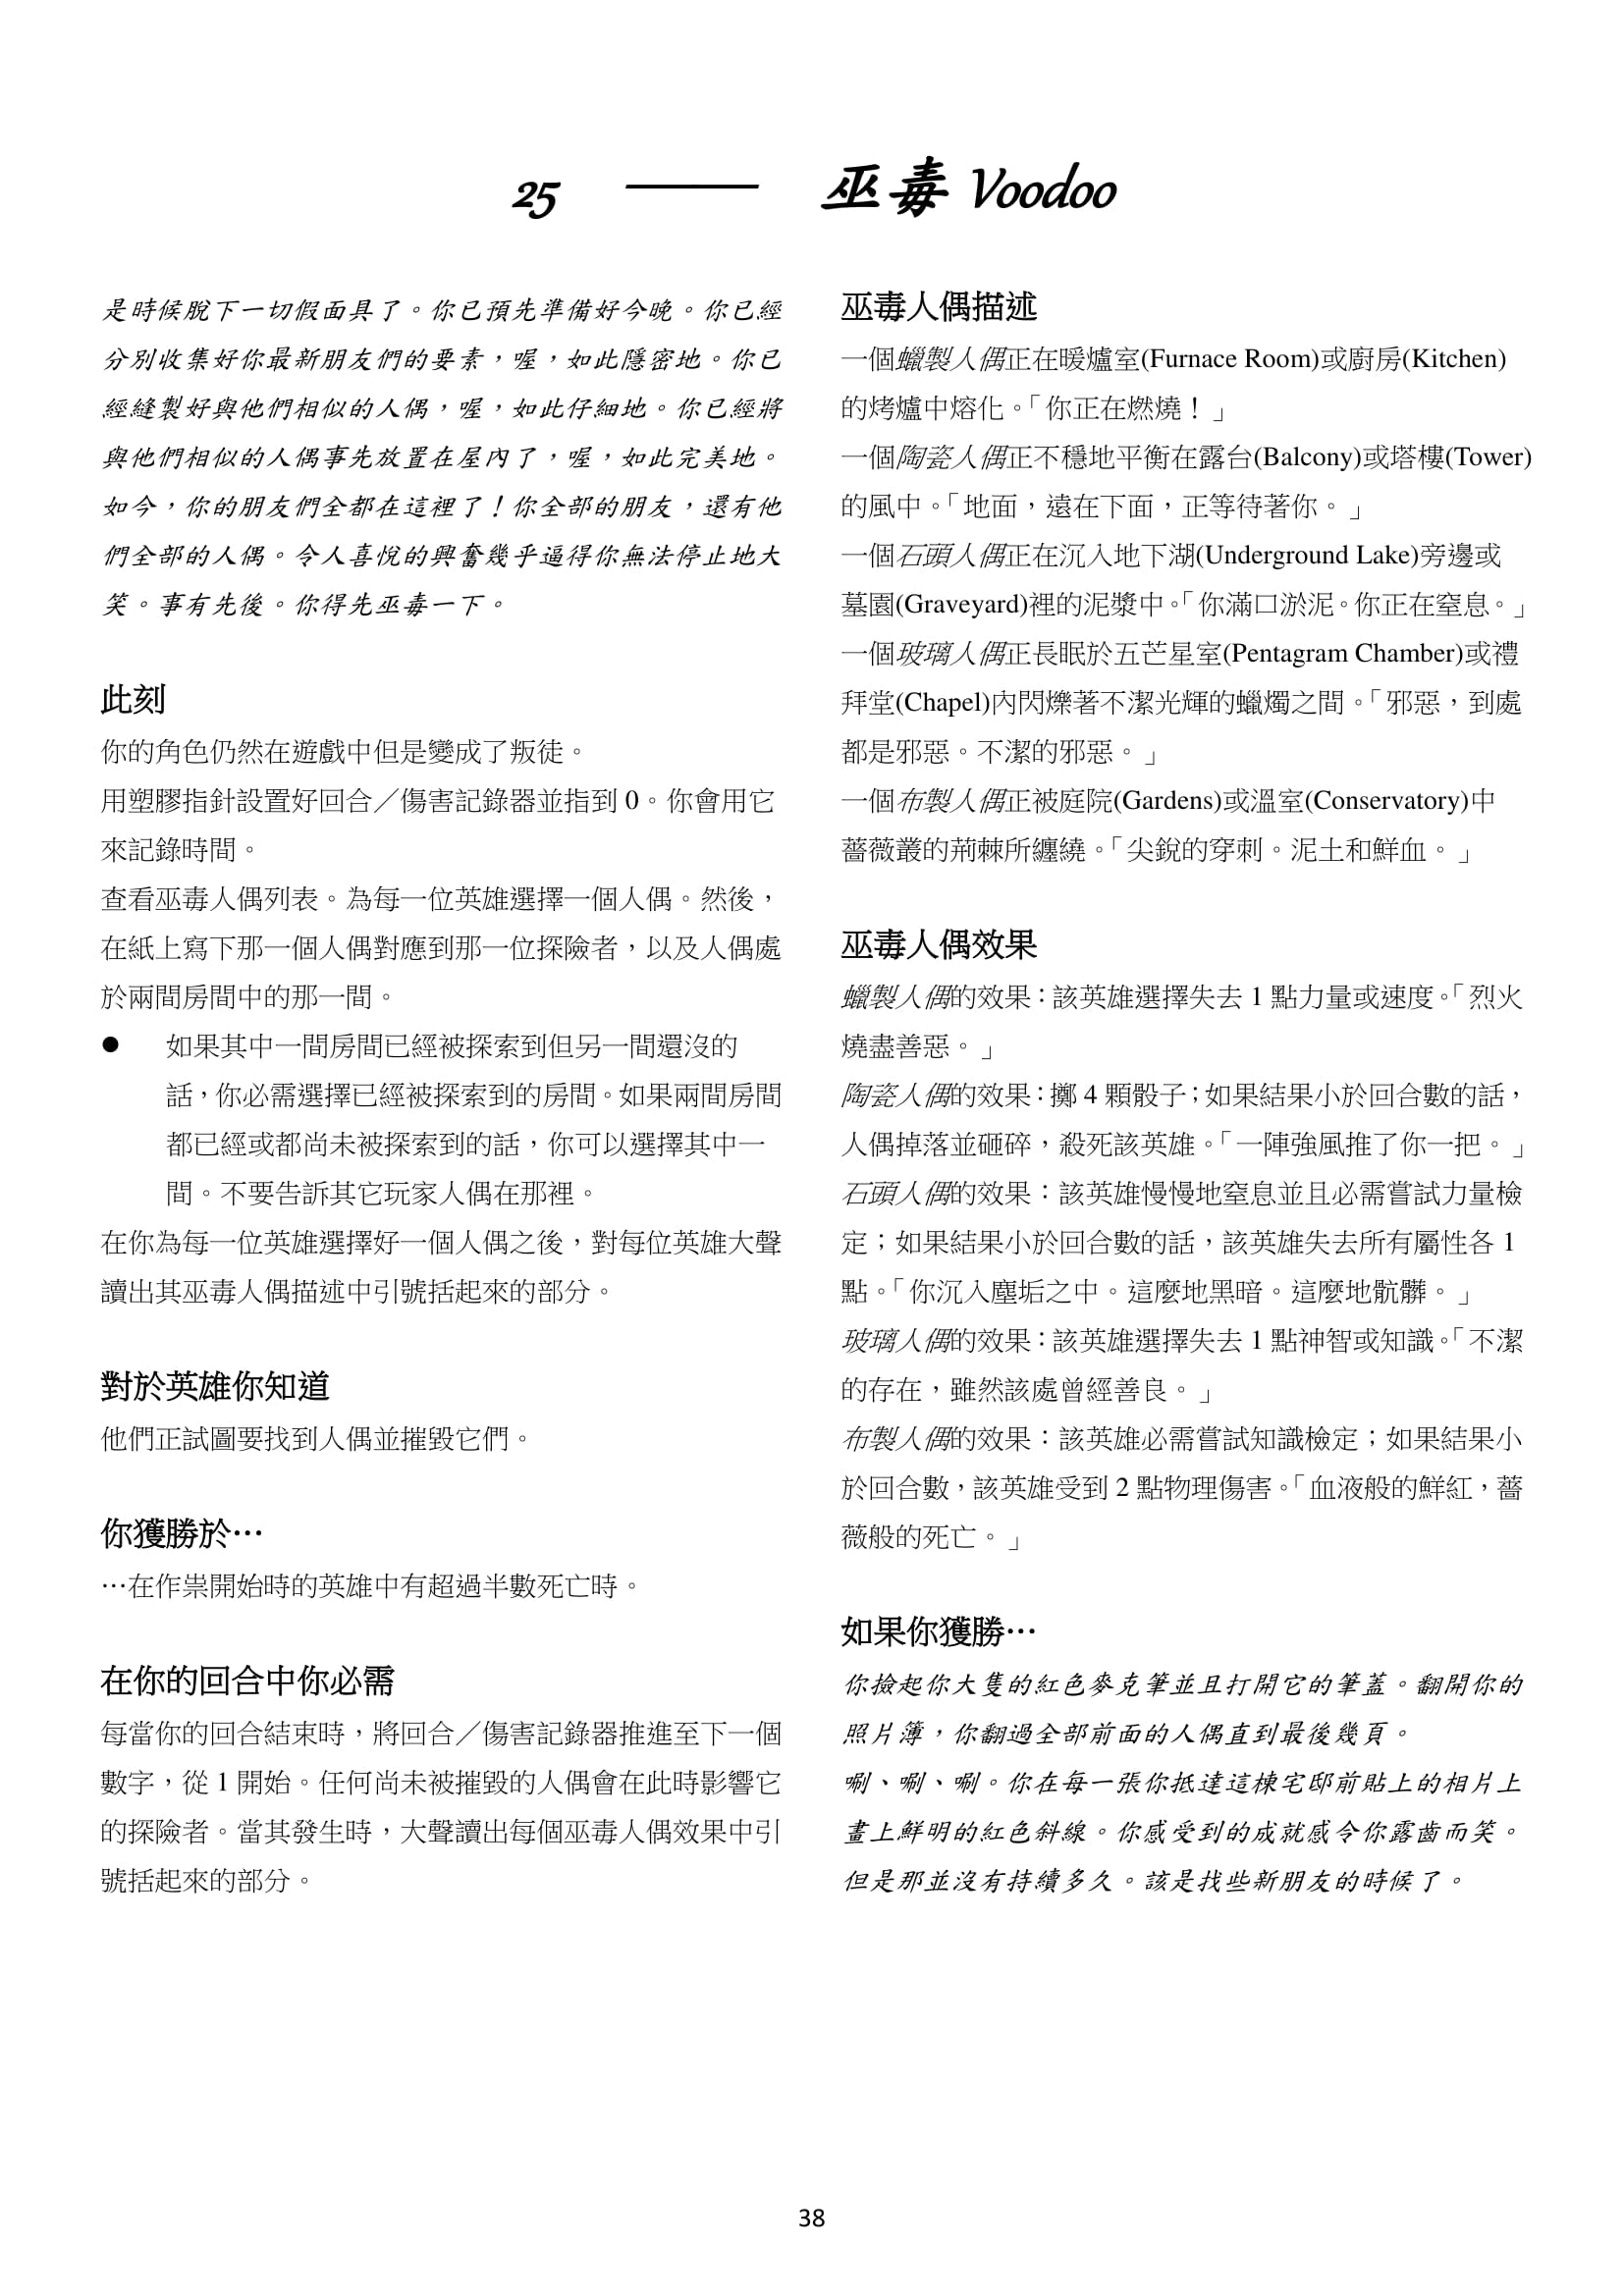 25 —— 巫毒 Voodoo
是時候脫下一切假面具了。你已預先準備好今晚。你已經
分別收集好你最新朋友們的要素，喔，如此隱密地。你已
經縫製好與他們相似的人偶，喔，如此仔細地。你已經將
與他們相似的人偶事先放置在屋內了，喔，如此完美地。
如今，你的朋友們全都在這裡了！你全部的朋友，還有他
們全部的人偶。令人喜悅的興奮幾乎逼得你無法停止地大
笑。事有先後。你得先巫毒一下。
此刻
你的角色仍然在遊戲中但是變成了叛徒。
用塑膠指針設置好回合／傷害記錄器並指到 0。你會用它
來記錄時間。
查看巫毒人偶列表。為每一位英雄選擇一個人偶。然後，
在紙上寫下那一個人偶對應到那一位探險者，以及人偶處
於兩間房間中的那一間。
● 如果其中一間房間已經被探索到但另一間還沒的
話，你必需選擇已經被探索到的房間。如果兩間房間
都已經或都尚未被探索到的話，你可以選擇其中一
間。不要告訴其它玩家人偶在那裡。
在你為每一位英雄選擇好一個人偶之後，對每位英雄大聲
讀出其巫毒人偶描述中引號括起來的部分。
對於英雄你知道
他們正試圖要找到人偶並摧毀它們。
你獲勝於…
…在作祟開始時的英雄中有超過半數死亡時。
在你的回合中你必需
每當你的回合結束時，將回合／傷害記錄器推進至下一個
數字，從 1 開始。任何尚未被摧毀的人偶會在此時影響它
的探險者。當其發生時，大聲讀出每個巫毒人偶效果中引
號括起來的部分。
巫毒人偶描述
一個蠟製人偶正在暖爐室(Furnace Room)或廚房(Kitchen)
的烤爐中熔化。「你正在燃燒！」
一個陶瓷人偶正不穩地平衡在露台(Balcony)或塔樓(Tower)
的風中。「地面，遠在下面，正等待著你。」
一個石頭人偶正在沉入地下湖(Underground Lake)旁邊或
墓園(Graveyard)裡的泥漿中。「你滿口淤泥。你正在窒息。」
一個玻璃人偶正長眠於五芒星室(Pentagram Chamber)或禮
拜堂(Chapel)內閃爍著不潔光輝的蠟燭之間。「邪惡，到處
都是邪惡。不潔的邪惡。」
一個布製人偶正被庭院(Gardens)或溫室(Conservatory)中
薔薇叢的荊棘所纏繞。「尖銳的穿刺。泥土和鮮血。」
巫毒人偶效果
蠟製人偶的效果：該英雄選擇失去 1 點力量或速度。「烈火
燒盡善惡。」
陶瓷人偶的效果：擲 4 顆骰子；如果結果小於回合數的話，
人偶掉落並砸碎，殺死該英雄。「一陣強風推了你一把。」
石頭人偶的效果：該英雄慢慢地窒息並且必需嘗試力量檢
定；如果結果小於回合數的話，該英雄失去所有屬性各 1
點。「你沉入塵垢之中。這麼地黑暗。這麼地骯髒。」
玻璃人偶的效果：該英雄選擇失去 1 點神智或知識。「不潔
的存在，雖然該處曾經善良。」
布製人偶的效果：該英雄必需嘗試知識檢定；如果結果小
於回合數，該英雄受到 2 點物理傷害。「血液般的鮮紅，薔
薇般的死亡。」
如果你獲勝…
你撿起你大隻的紅色麥克筆並且打開它的筆蓋。翻開你的
照片簿，你翻過全部前面的人偶直到最後幾頁。
唰、唰、唰。你在每一張你抵達這棟宅邸前貼上的相片上
畫上鮮明的紅色斜線。你感受到的成就感令你露齒而笑。
但是那並沒有持續多久。該是找些新朋友的時候了。
38